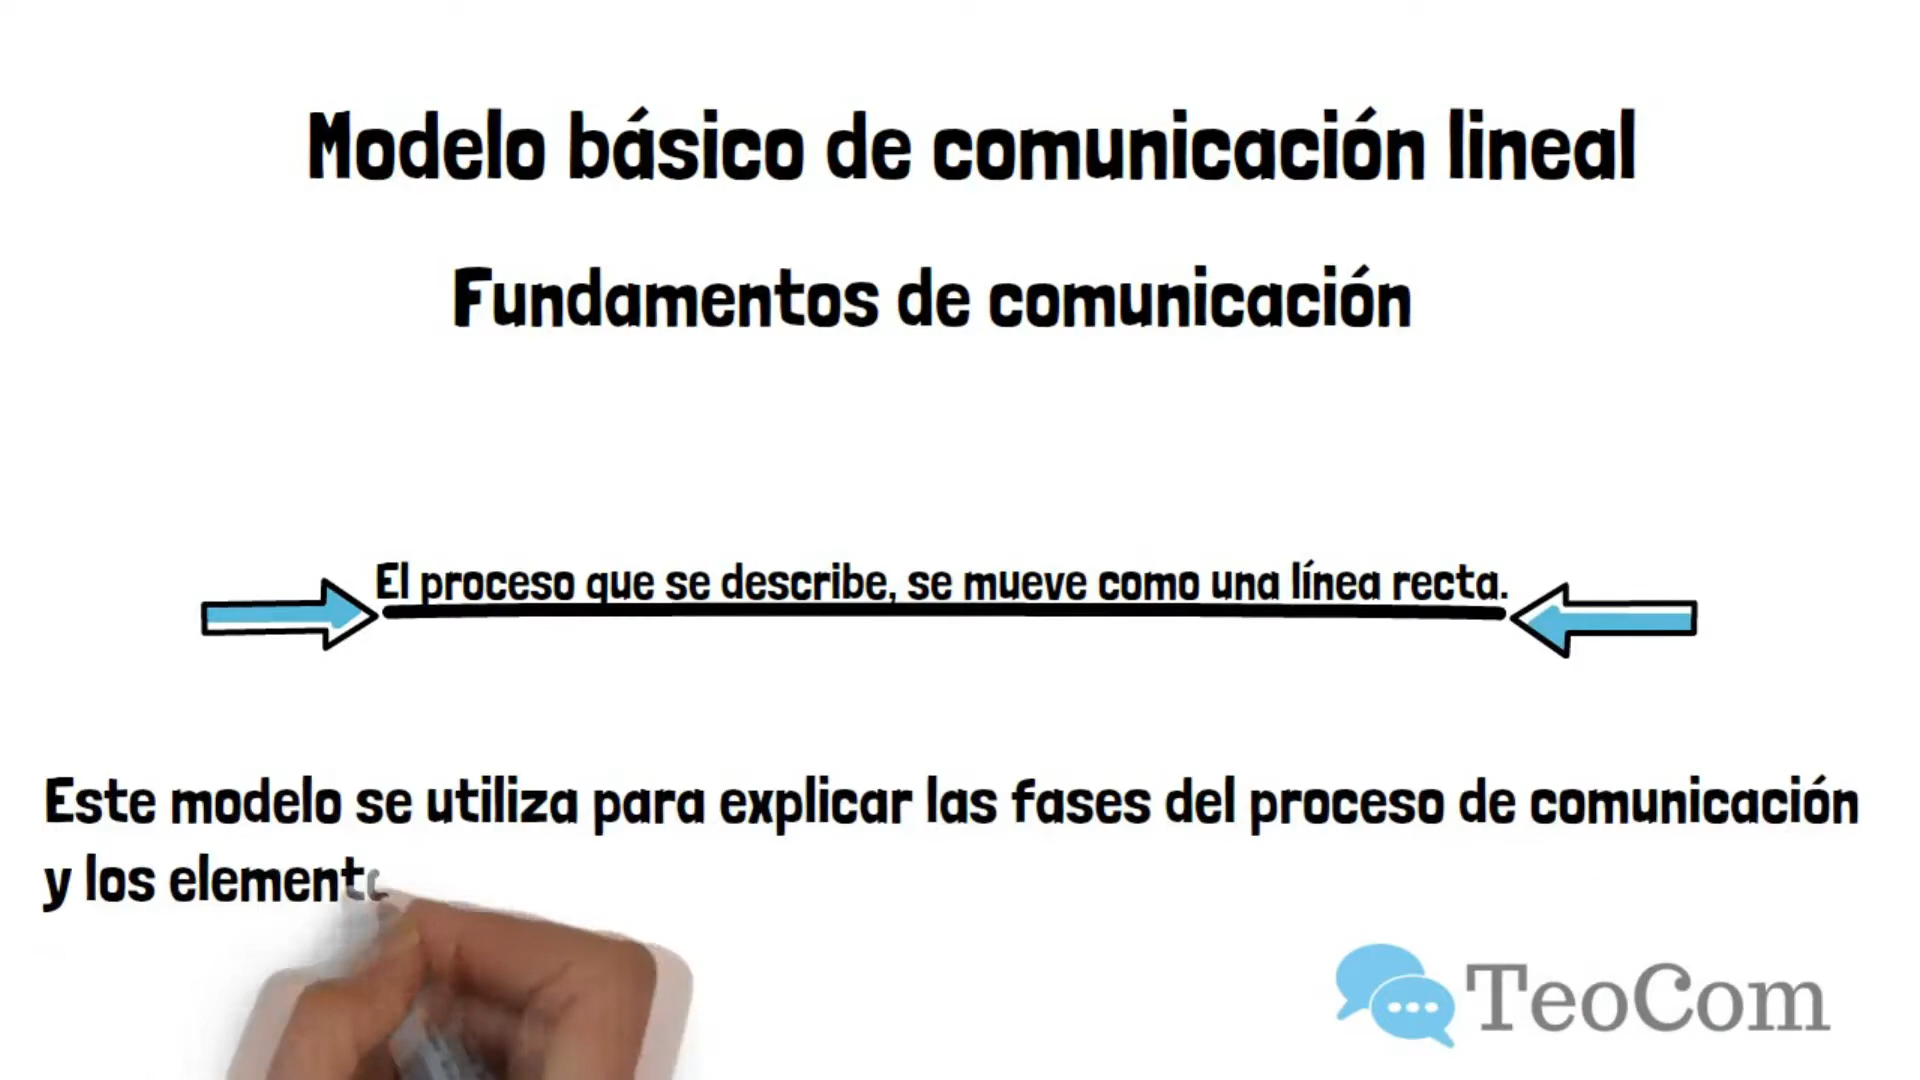 Modelo básico de comunicación lineal
Fundamentos de comunicación
El proceso que se describe, se mueve como una línea recta.
Este modelo se utiliza para explicar las fases del proceso de comunicación
y los
TeoCom